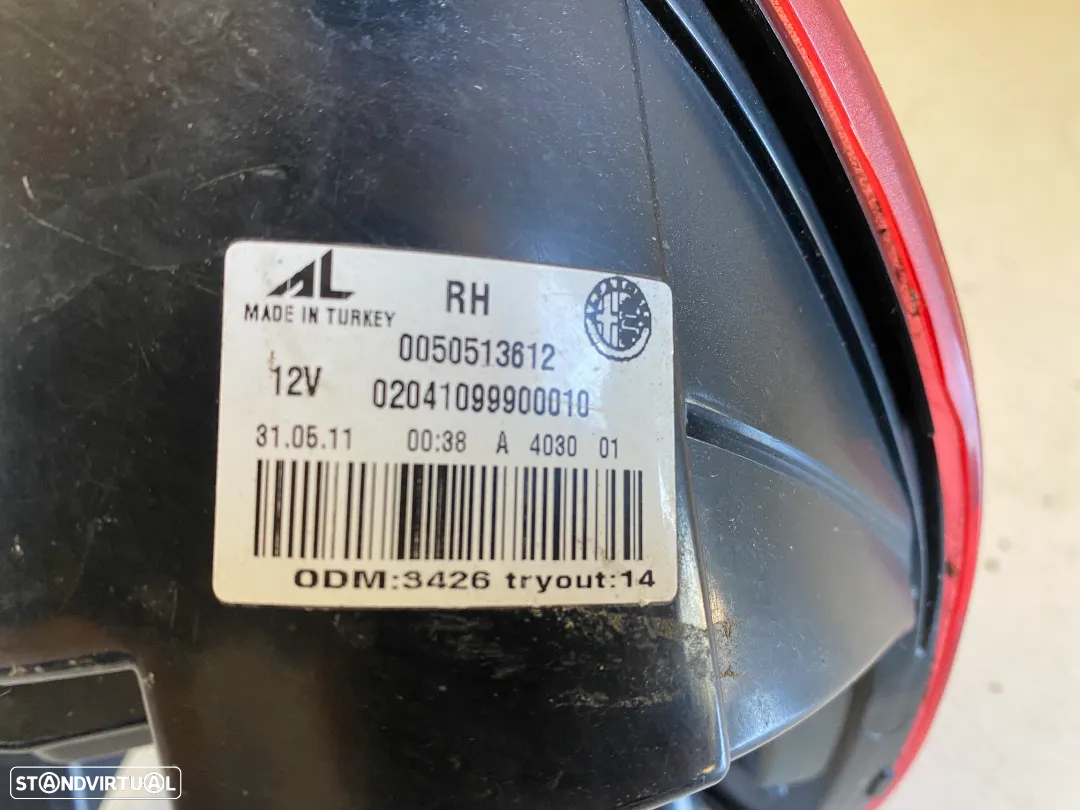 AL
RH
MADE IN TURKEY
0050513612
12V 02041099900010
31.05.11 00:38 A 4030 01
ODM:3426 tryout:14
STANDVIRTUAL